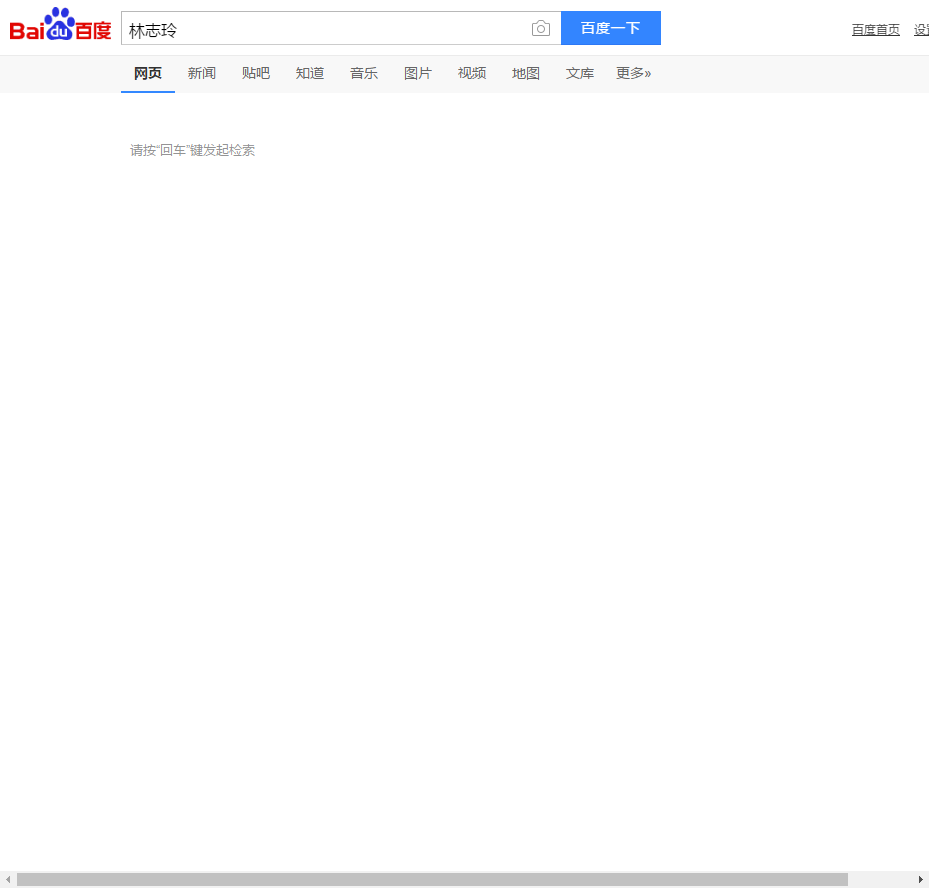 Bai du 百度 林志玲 百度一下 百度首页 设置
网页 新闻 贴吧 知道 音乐 图片 视频 地图 文库 更多»
请按“回车”键发起检索